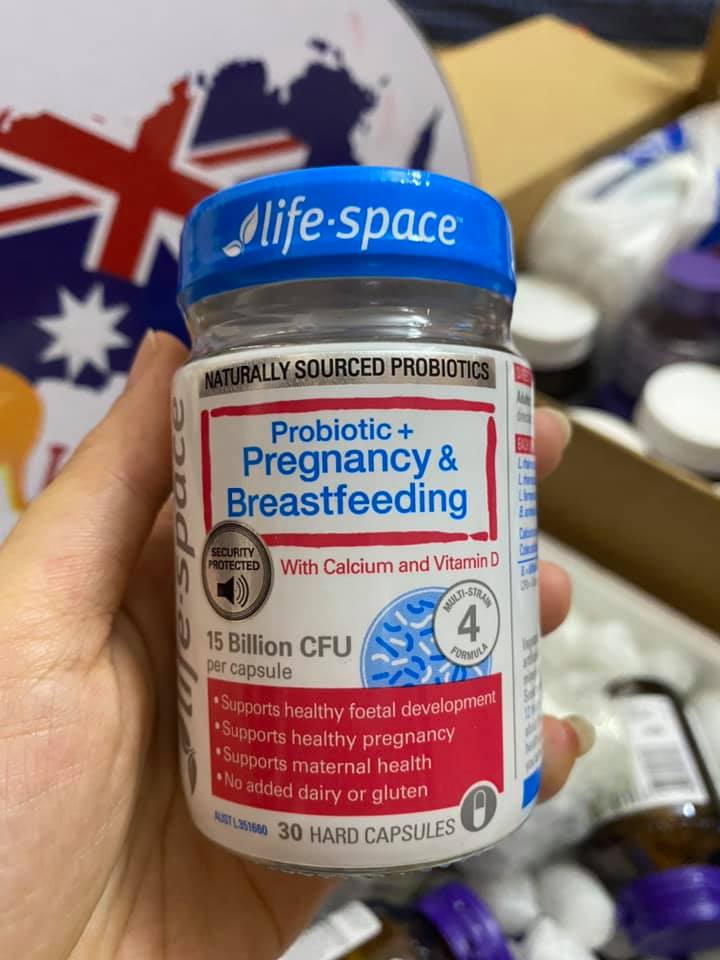 life-space™
NATURALLY SOURCED PROBIOTICS
Probiotic +
Pregnancy &
Breastfeeding
With Calcium and Vitamin D
SECURITY
PROTECTED
MULTI-STRAIN
4
FORMULA
15 Billion CFU
per capsule
• Supports healthy foetal development
• Supports healthy pregnancy
• Supports maternal health
• No added dairy or gluten
AUST L 351660
30 HARD CAPSULES
life-space